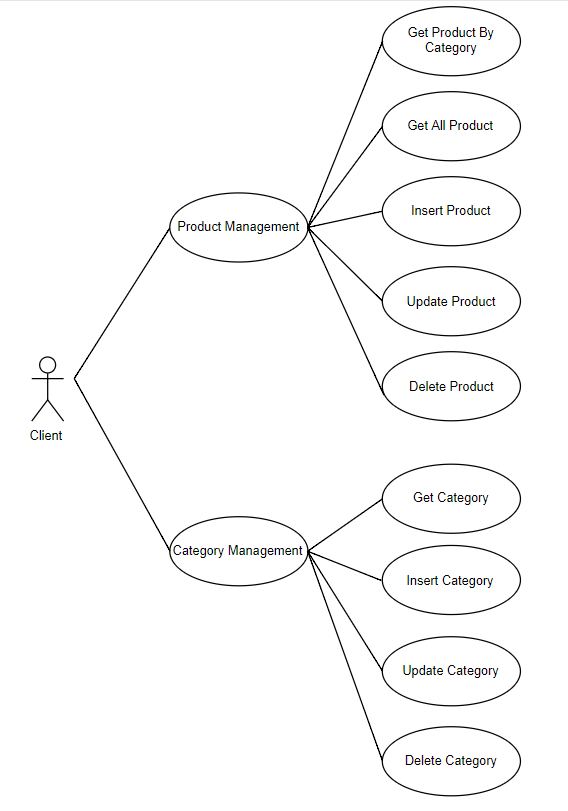 Get Product By
Category
Get All Product
Insert Product
Product Management
Update Product
Delete Product
Client
Get Category
Category Management
Insert Category
Update Category
Delete Category